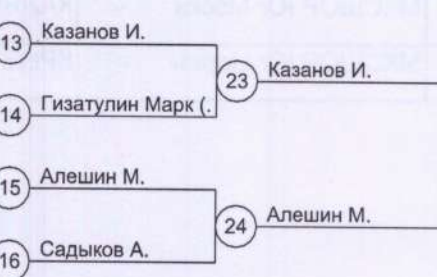 13 Казанов И.
23 Казанов И.
14 Гизатулин Марк (.
15 Алешин М.
24 Алешин М.
16 Садыков А.